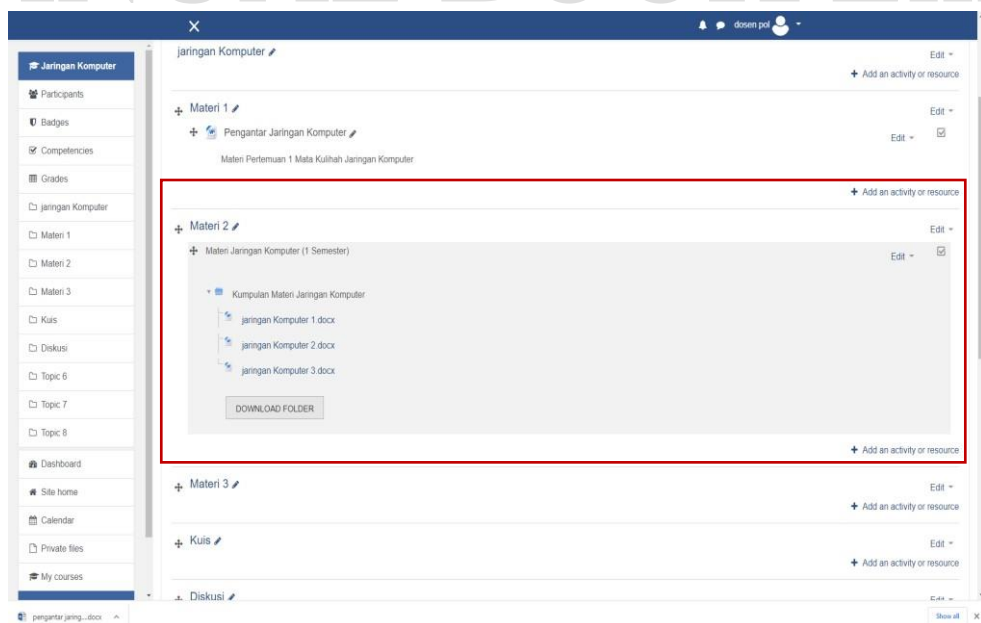 dosen pol
Jaringan Komputer
Participants
Badges
Competencies
Grades
jaringan Komputer
Materi 1
Materi 2
Materi 3
Kuis
Diskusi
Topic 6
Topic 7
Topic 8
Dashboard
Site home
Calendar
Private files
My courses
jaringan Komputer
Edit
+ Add an activity or resource
Materi 1
Edit
Pengantar Jaringan Komputer
Edit
Materi Pertemuan 1 Mata Kulihah Jaringan Komputer
+ Add an activity or resource
Materi 2
Edit
Materi Jaringan Komputer (1 Semester)
Edit
Kumpulan Materi Jaringan Komputer
jaringan Komputer 1.docx
jaringan Komputer 2.docx
jaringan Komputer 3.docx
DOWNLOAD FOLDER
+ Add an activity or resource
Materi 3
Edit
+ Add an activity or resource
Kuis
Edit
+ Add an activity or resource
Diskusi
Edit
pengantar jaring....docx
Show all